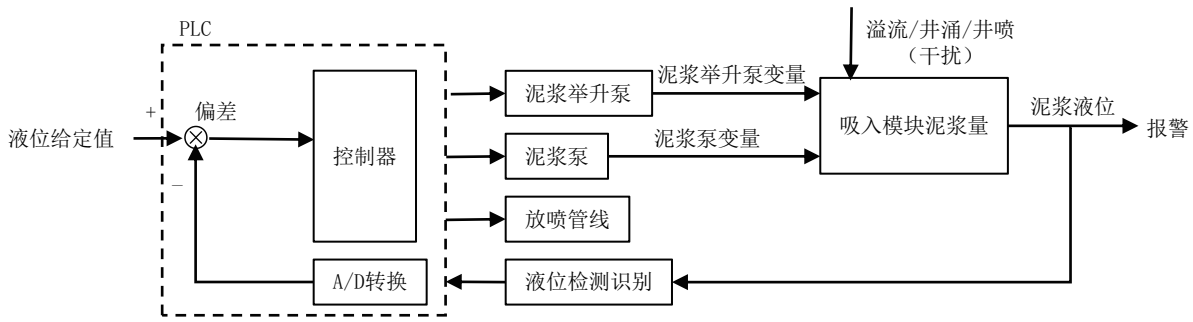 PLC
溢流/井涌/井喷
（干扰）
泥浆举升泵
泥浆举升泵变量
+
偏差
液位给定值
控制器
吸入模块泥浆量
泥浆液位
报警
泥浆泵
泥浆泵变量
—
放喷管线
A/D转换
液位检测识别